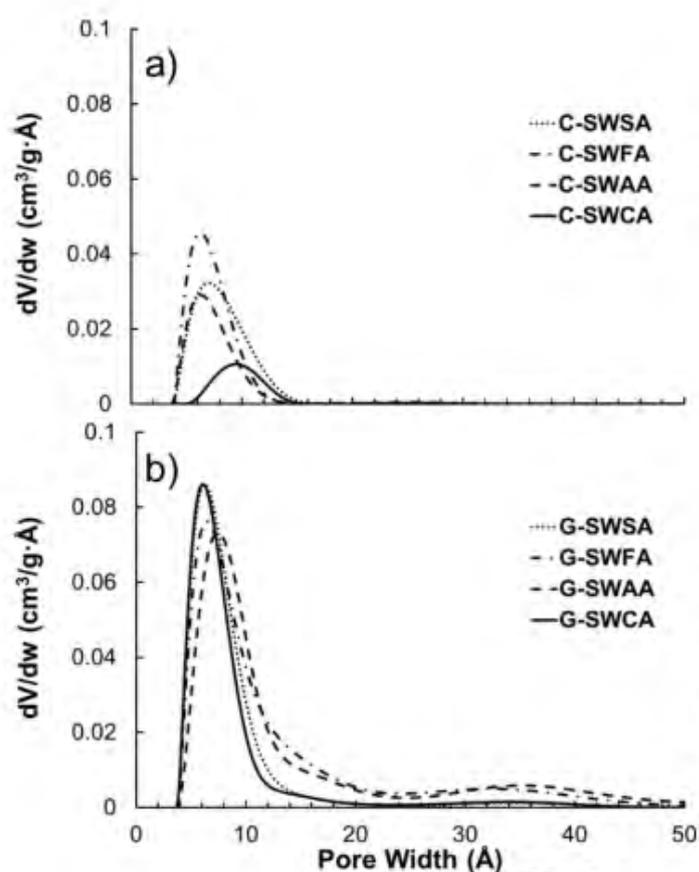 0.1
a)
0.08
0.06
0.04
0.02
0
dV/dw (cm³/g·Å)
C-SWSA
C-SWFA
C-SWAA
C-SWCA
0.1
b)
0.08
0.06
0.04
0.02
0
dV/dw (cm³/g·Å)
G-SWSA
G-SWFA
G-SWAA
G-SWCA
0 10 20 30 40 50
Pore Width (Å)